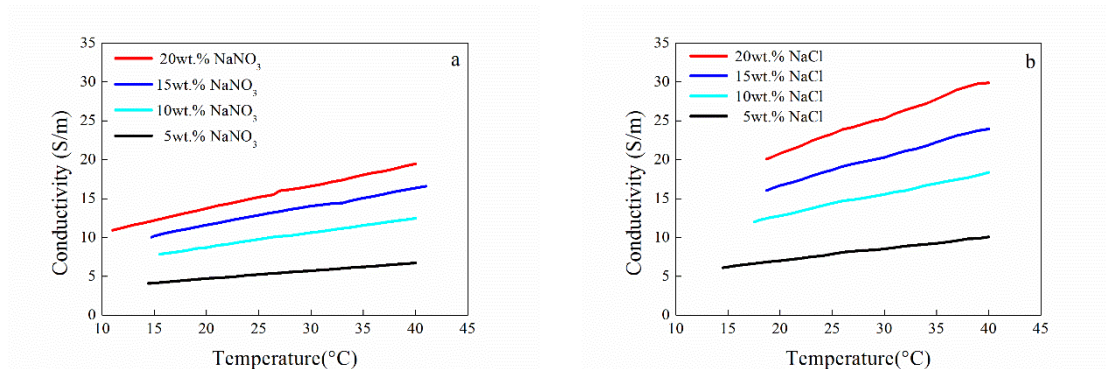 35
30
25
20
15
10
5
0
Conductivity (S/m)
20wt.% NaNO₃
15wt.% NaNO₃
10wt.% NaNO₃
5wt.% NaNO₃
a
10 15 20 25 30 35 40 45
Temperature(°C)
35
30
25
20
15
10
5
0
Conductivity (S/m)
20wt.% NaCl
15wt.% NaCl
10wt.% NaCl
5wt.% NaCl
b
10 15 20 25 30 35 40 45
Temperature(°C)